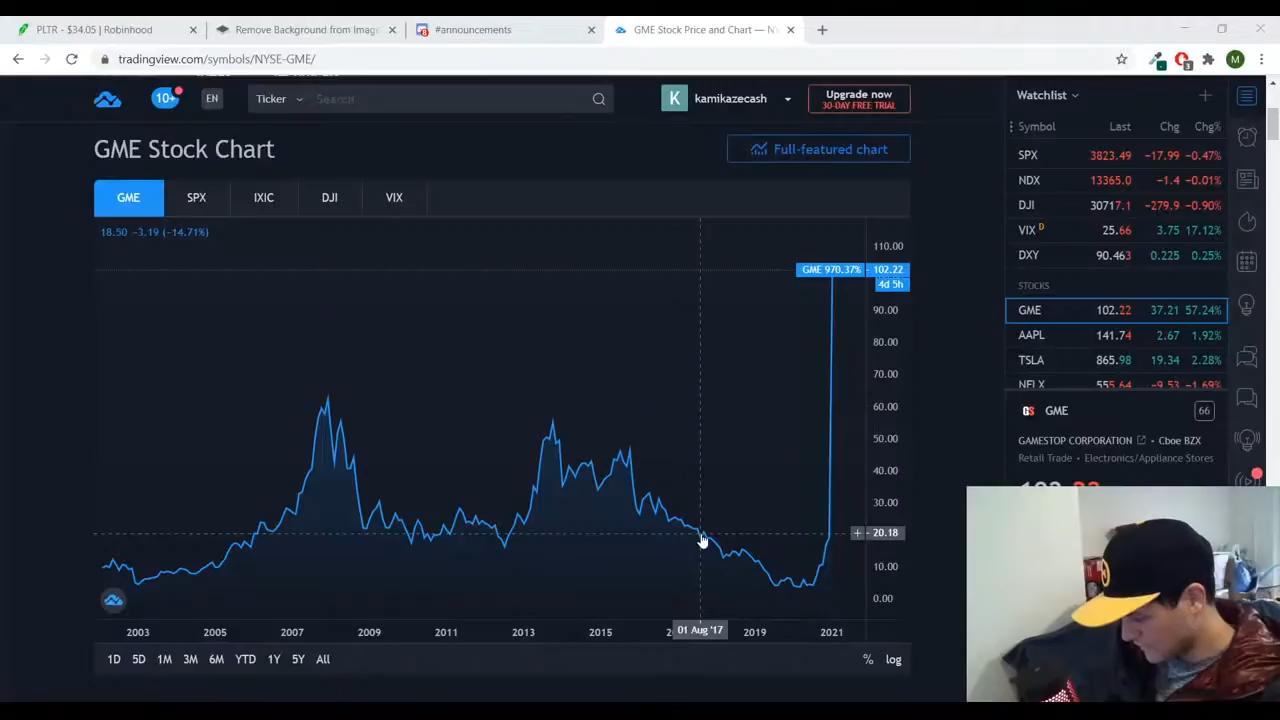 PLTR - $34.05 | Robinhood
Remove Background from Imag
#announcements
GME Stock Price and Chart — N
tradingview.com/symbols/NYSE-GME/
M
10+
EN
Ticker
Search
K
kamikazecash
Upgrade now
30-DAY FREE TRIAL
GME Stock Chart
Full-featured chart
GME SPX IXIC DJI VIX
18.50 −3.19 (−14.71%)
110.00
GME 970.37% 102.22
4d 5h
90.00
80.00
70.00
60.00
50.00
40.00
30.00
20.18
10.00
0.00
2003 2005 2007 2009 2011 2013 2015 01 Aug '17 2019 2021
1D 5D 1M 3M 6M YTD 1Y 5Y All
% log
Watchlist
Symbol Last Chg Chg%
SPX 3823.49 −17.99 −0.47%
NDX 13365.0 −1.4 −0.01%
DJI 30717.1 −279.9 −0.90%
VIX D 25.66 3.75 17.12%
DXY 90.463 0.225 0.25%
STOCKS
GME 102.22 37.21 57.24%
AAPL 141.74 2.67 1.92%
TSLA 865.98 19.34 2.28%
NFLX 555.64 −9.53 −1.69%
GS GME 66
GAMESTOP CORPORATION • Cboe BZX
Retail Trade • Electronics/Appliance Stores